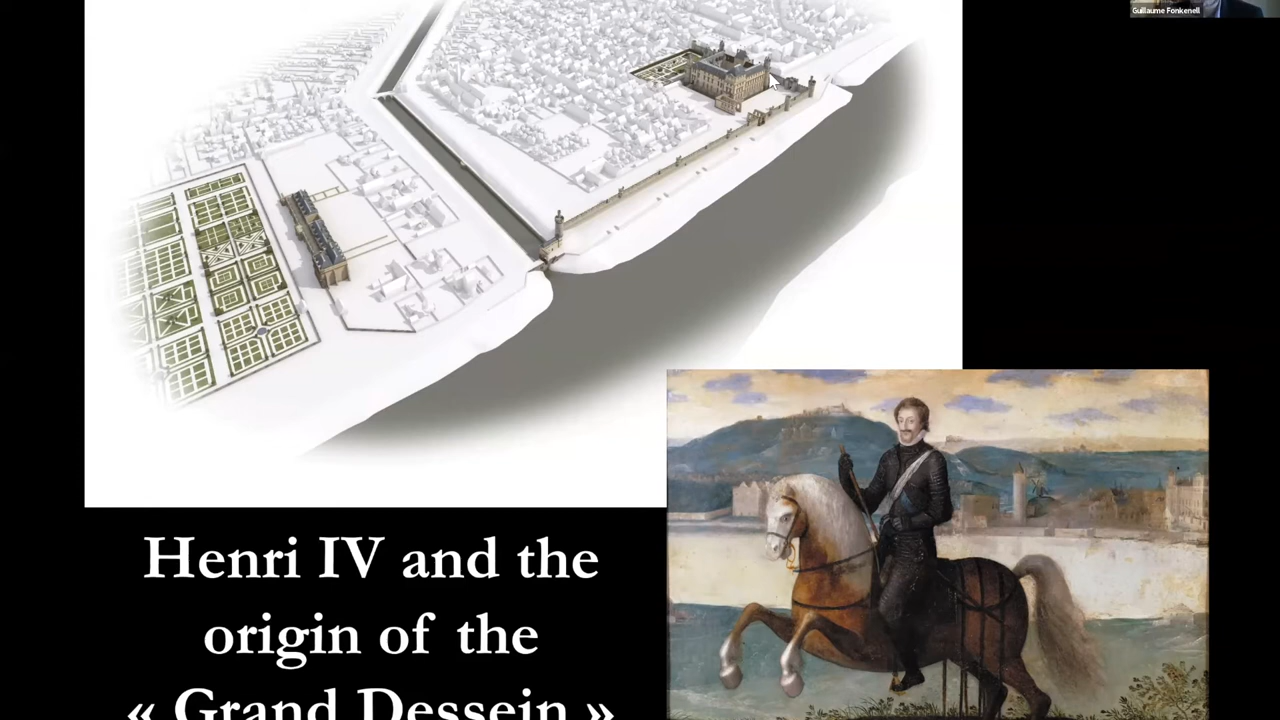 Guillaume Fonkenell
Henri IV and the
origin of the
« Grand Dessein »